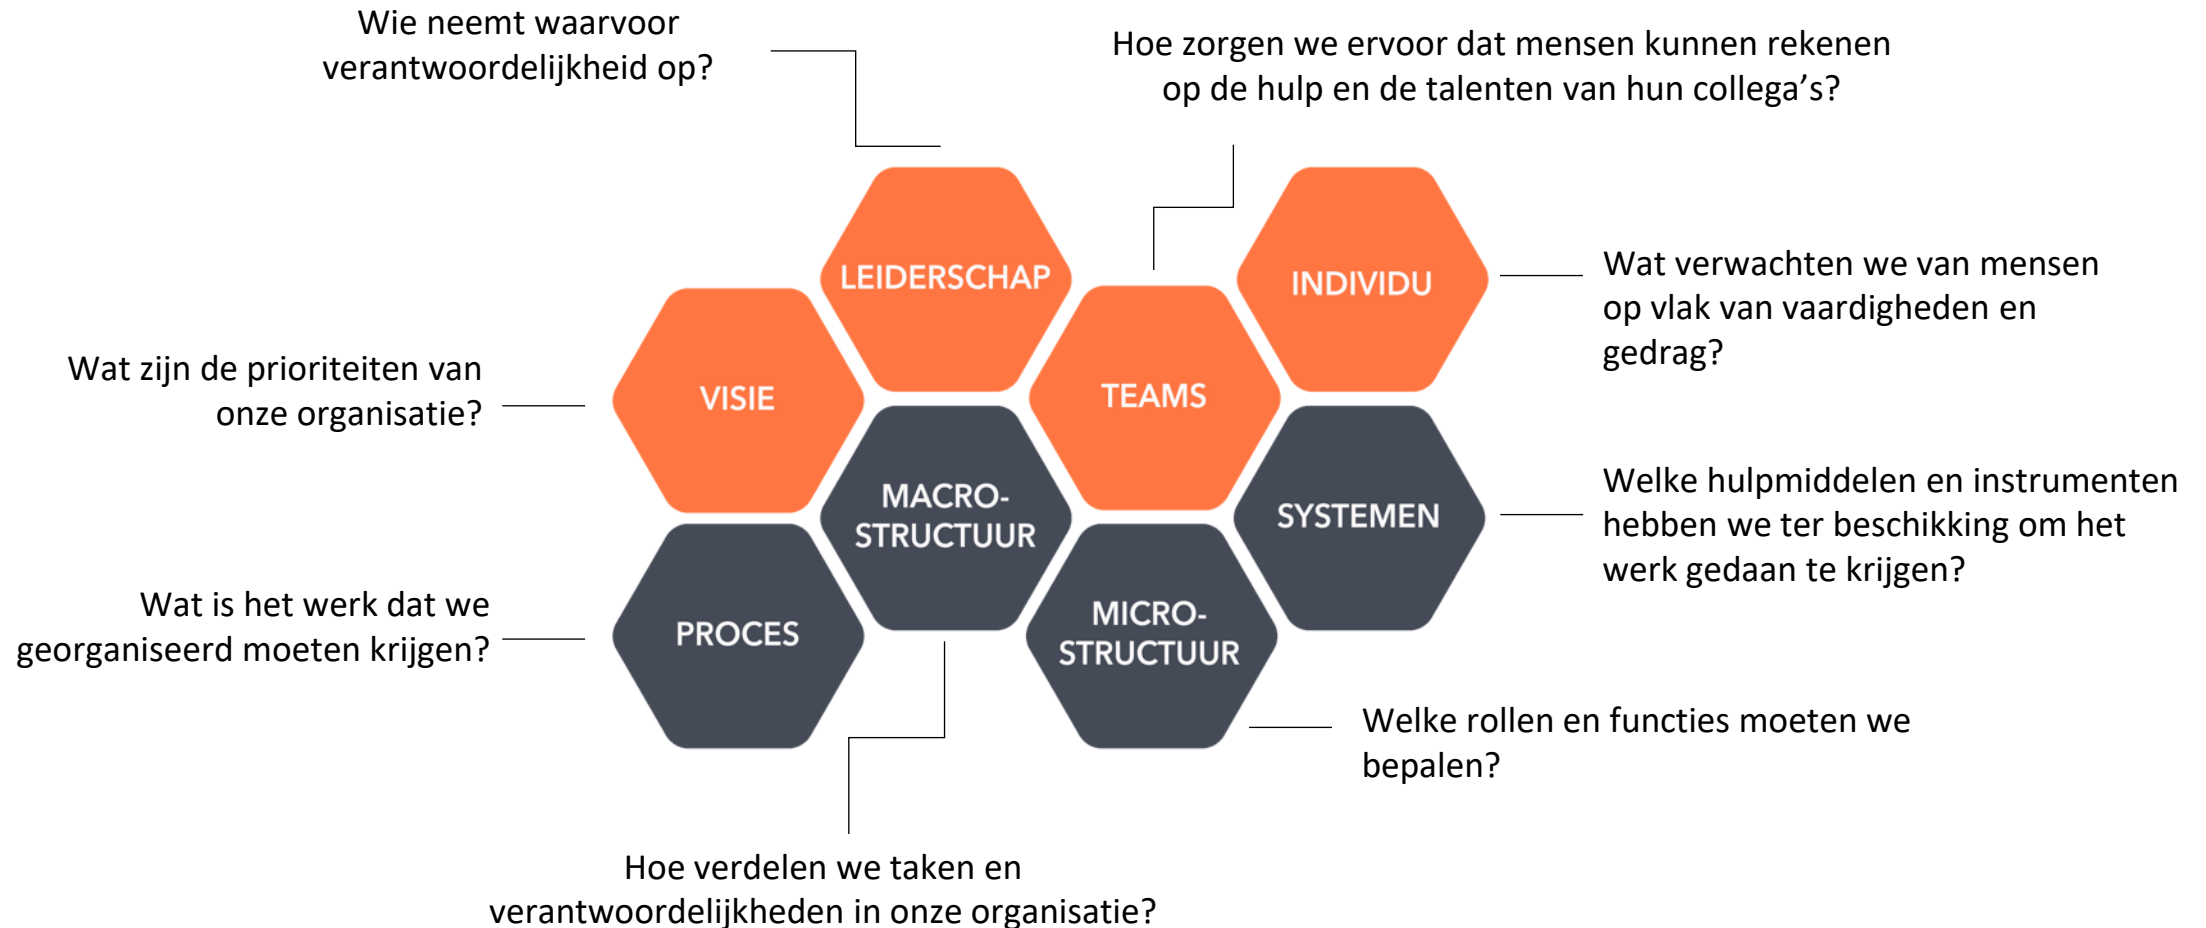 Wie neemt waarvoor
verantwoordelijkheid op?
Hoe zorgen we ervoor dat mensen kunnen rekenen
op de hulp en de talenten van hun collega’s?
LEIDERSCHAP
INDIVIDU
Wat verwachten we van mensen
op vlak van vaardigheden en
gedrag?
Wat zijn de prioriteiten van
onze organisatie?
VISIE
TEAMS
MACRO-
STRUCTUUR
SYSTEMEN
Welke hulpmiddelen en instrumenten
hebben we ter beschikking om het
werk gedaan te krijgen?
Wat is het werk dat we
georganiseerd moeten krijgen?
PROCES
MICRO-
STRUCTUUR
Welke rollen en functies moeten we
bepalen?
Hoe verdelen we taken en
verantwoordelijkheden in onze organisatie?